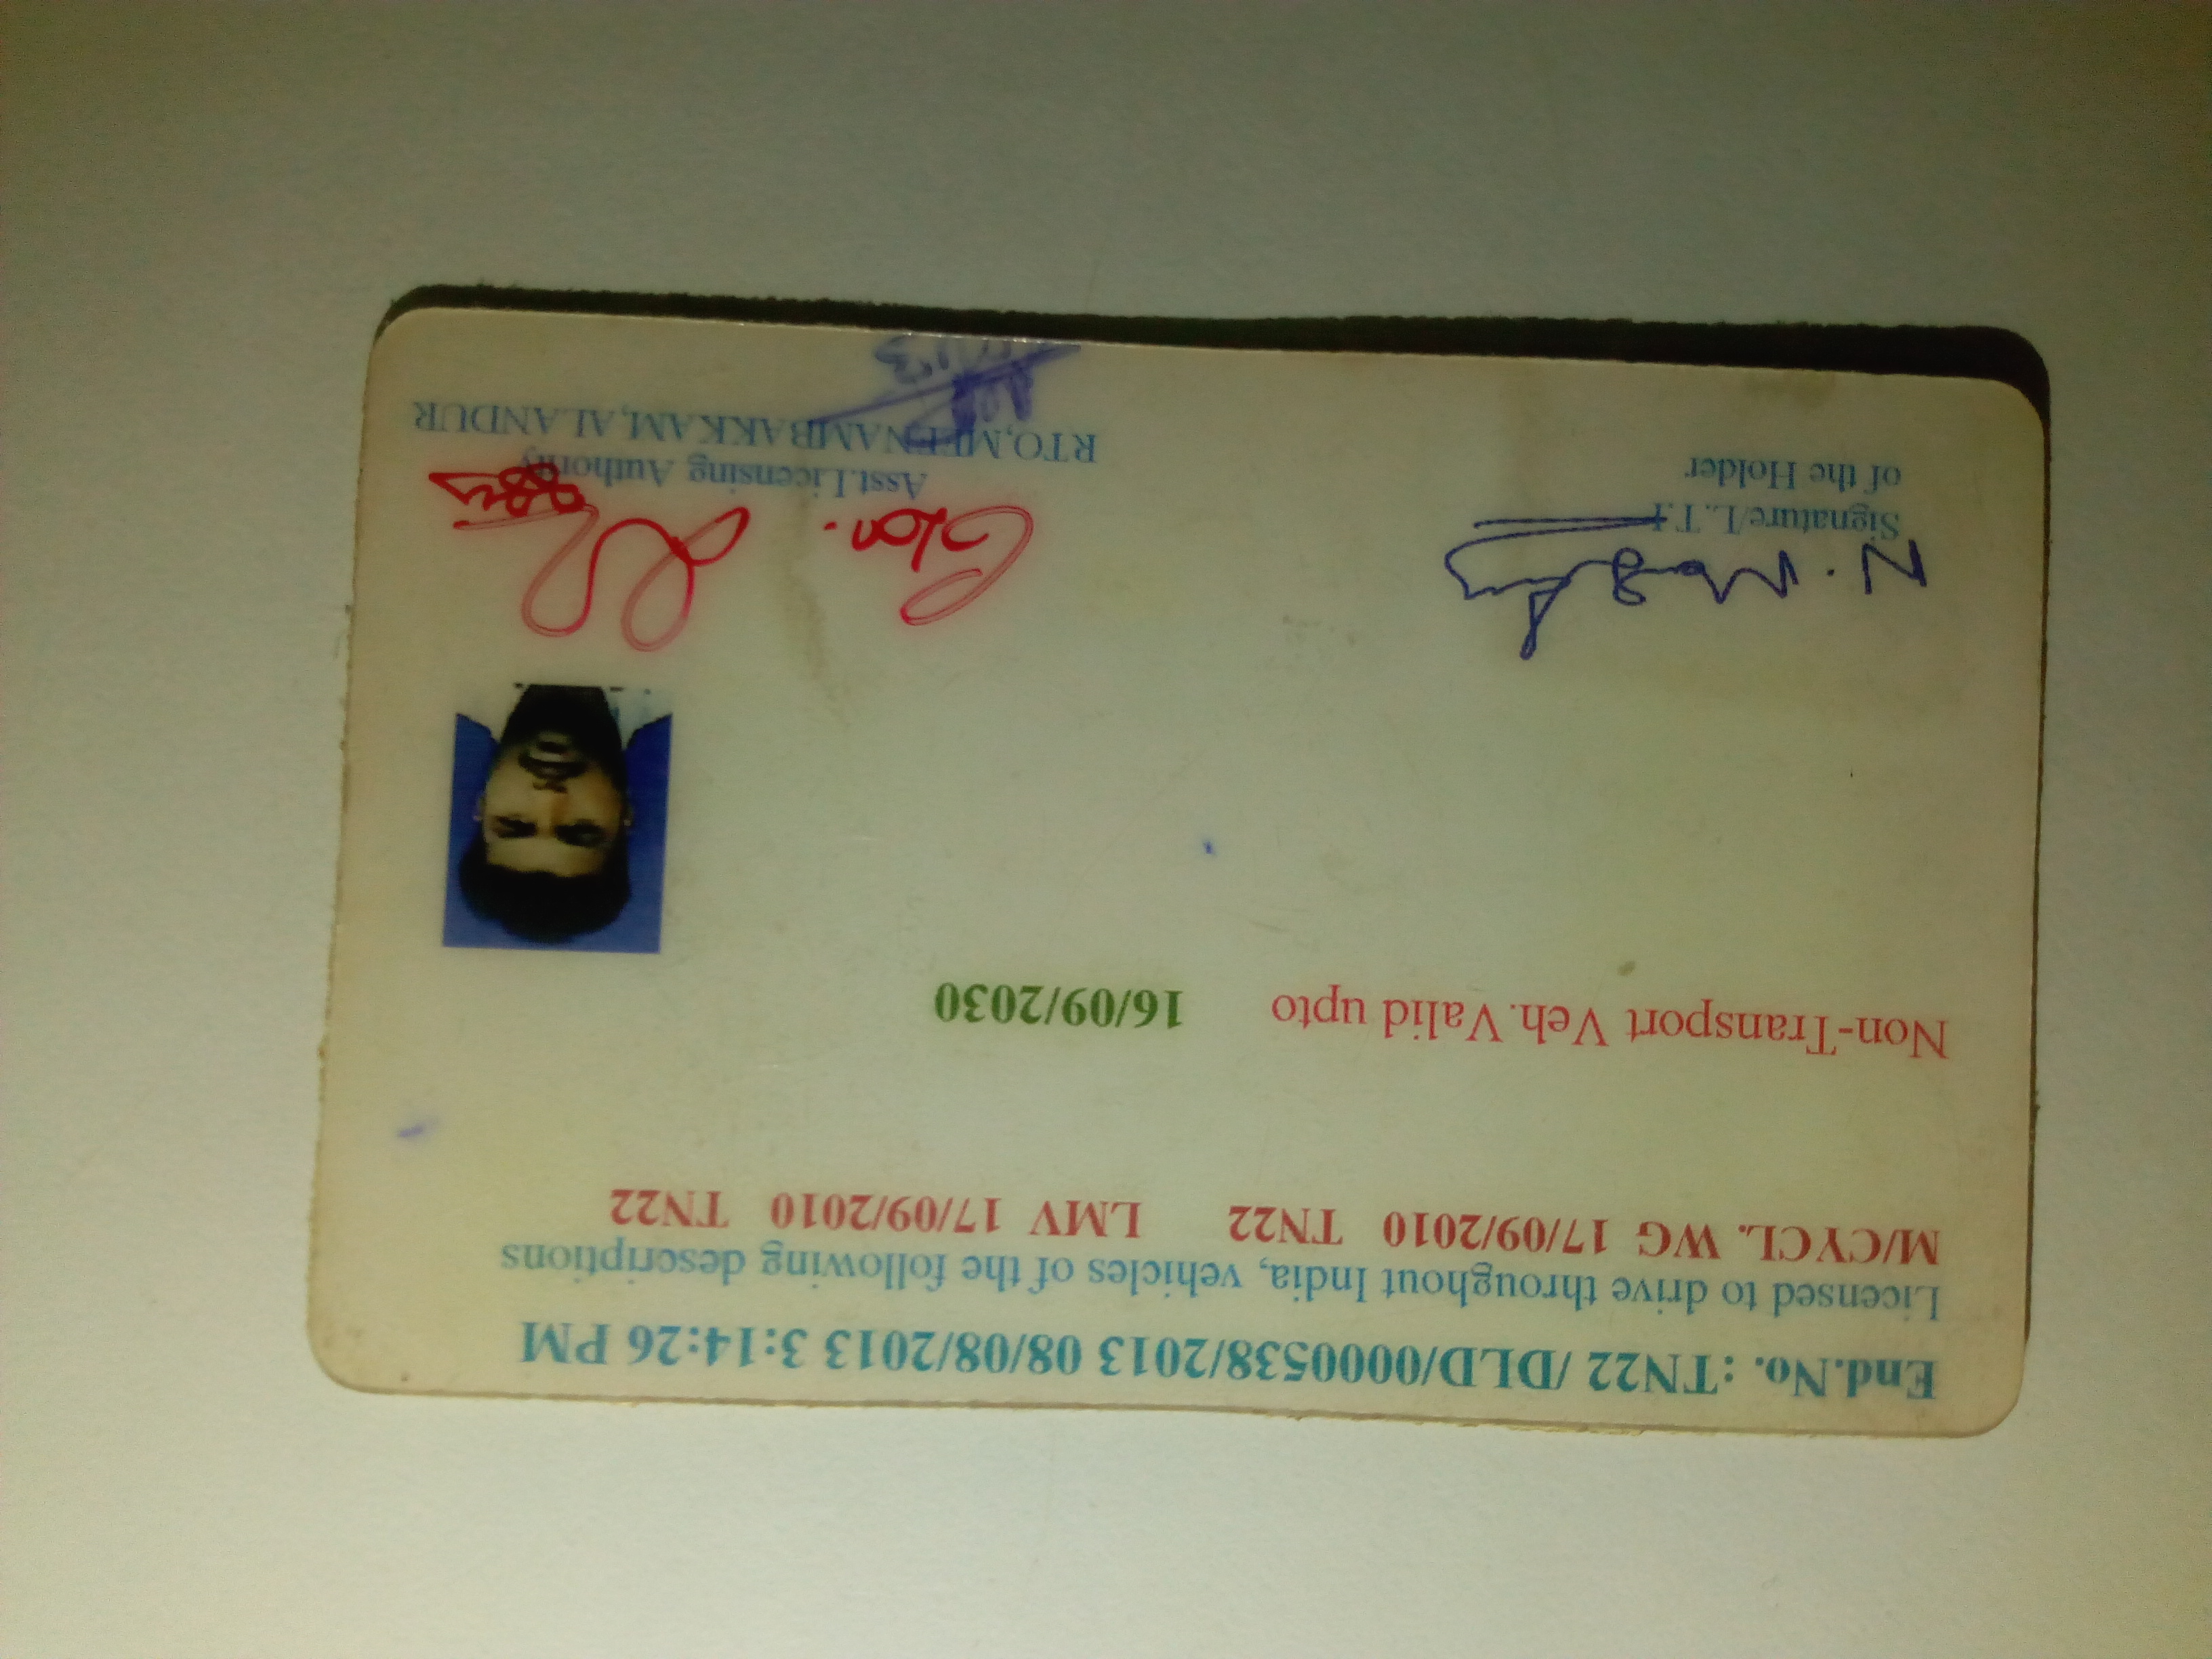 End.No. : TN22 /DLD/0000538/2013 08/08/2013 3:14:26 PM
Licensed to drive throughout India, vehicles of the following descriptions
M/CYCL. WG 17/09/2010 TN22 LMV 17/09/2010 TN22
Non-Transport Veh.Valid upto 16/09/2030
N.
Signature/L.T.I
of the Holder
Asst.Licensing Authority
RTO,MEENAMBAKKAM,ALANDUR